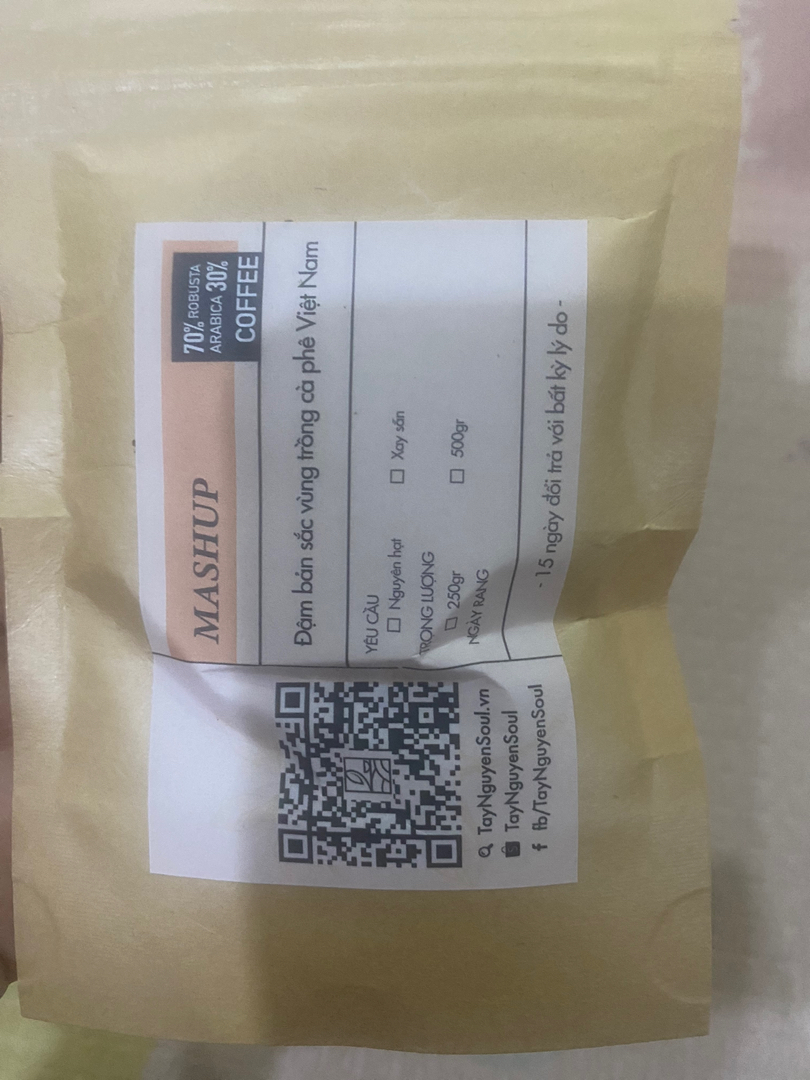 MASHUP
70% ROBUSTA
ARABICA 30%
COFFEE
Đậm bản sắc vùng trồng cà phê Việt Nam
YÊU CẦU
☐ Nguyên hạt ☐ Xay sẵn
TRỌNG LƯỢNG
☐ 250gr ☐ 500gr
NGÀY RANG
- 15 ngày đổi trả với bất kỳ lý do -
TayNguyenSoul.vn
TayNguyenSoul
fb/TayNguyenSoul